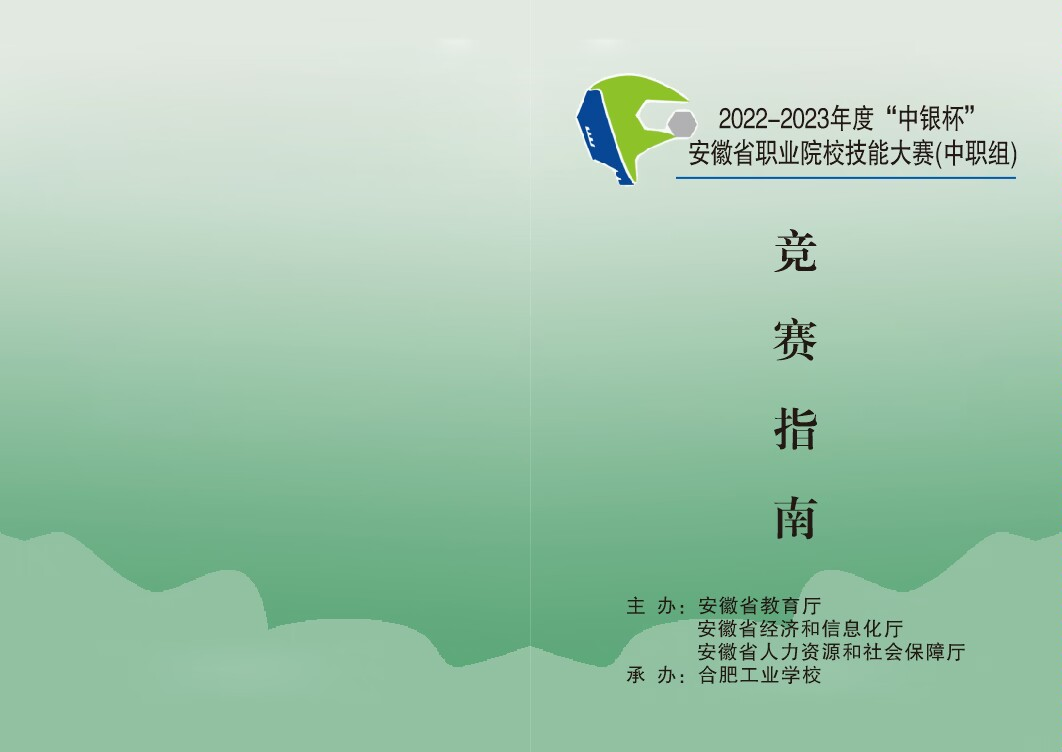 2022-2023年度“中银杯”
安徽省职业院校技能大赛(中职组)
竞
赛
指
南
主 办：安徽省教育厅
安徽省经济和信息化厅
安徽省人力资源和社会保障厅
承 办：合肥工业学校